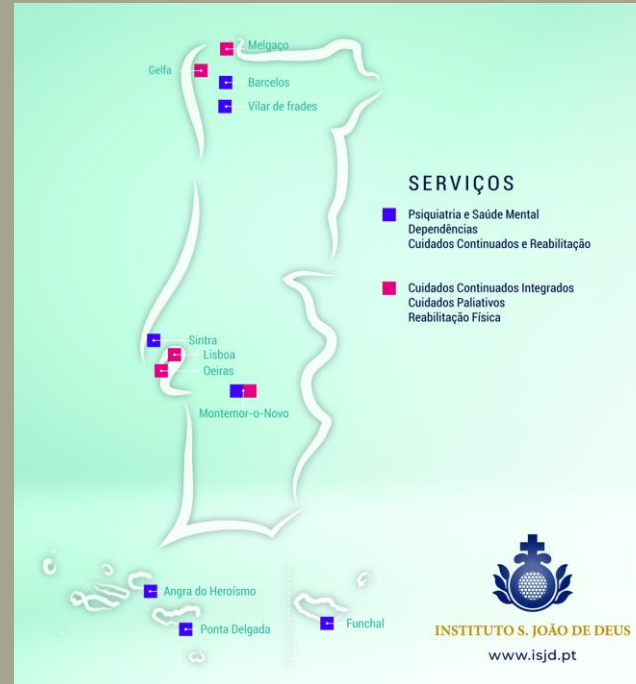 Melgaço
Gelfa
Barcelos
Vilar de frades
SERVIÇOS
Psiquiatria e Saúde Mental
Dependências
Cuidados Continuados e Reabilitação
Cuidados Continuados Integrados
Cuidados Paliativos
Reabilitação Física
Sintra
Lisboa
Oeiras
Montemor-o-Novo
Angra do Heroísmo
Ponta Delgada
Funchal
INSTITUTO S. JOÃO DE DEUS
www.isjd.pt